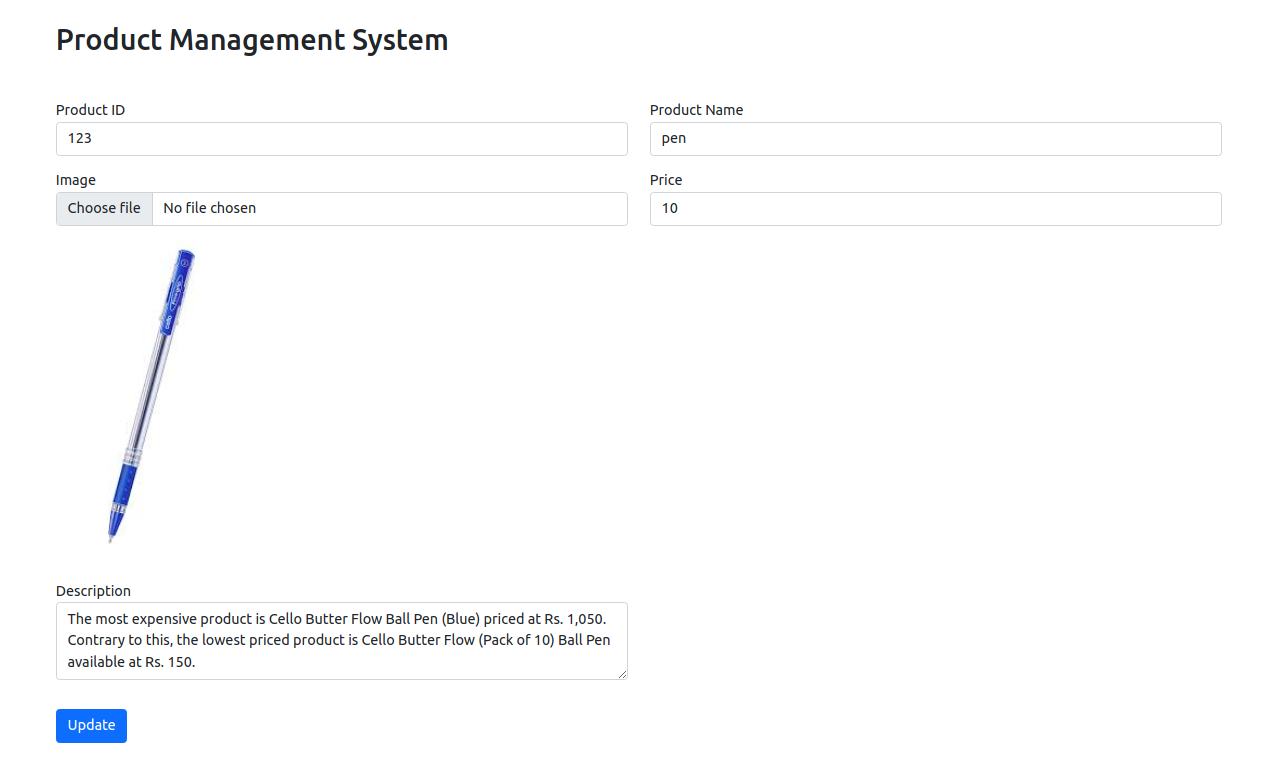 Product Management System
Product ID
Product Name
123
pen
Image
Price
Choose file
No file chosen
10
cello
Description
The most expensive product is Cello Butter Flow Ball Pen (Blue) priced at Rs. 1,050.
Contrary to this, the lowest priced product is Cello Butter Flow (Pack of 10) Ball Pen
available at Rs. 150.
Update